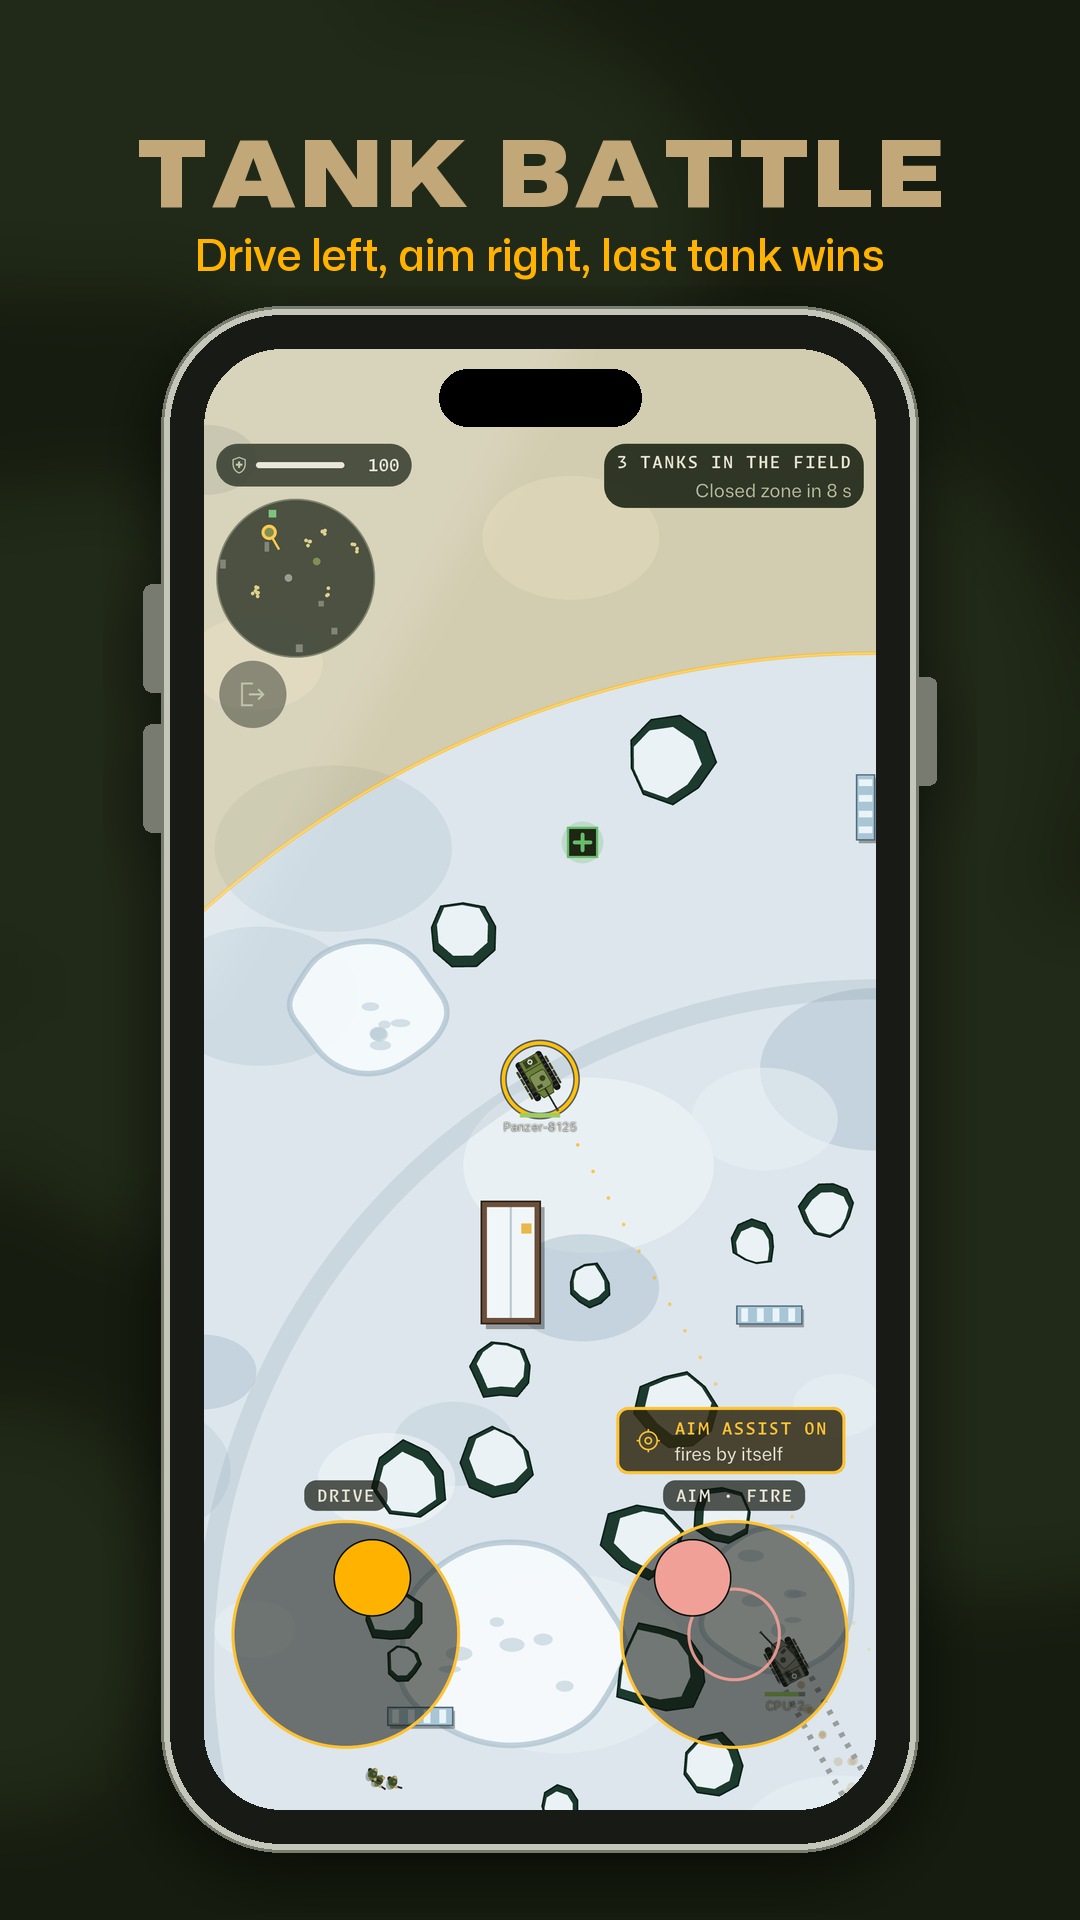 TANK BATTLE
Drive left, aim right, last tank wins
100
3 TANKS IN THE FIELD
Closed zone in 8 s
Panzer-8125
AIM ASSIST ON
fires by itself
DRIVE
AIM · FIRE